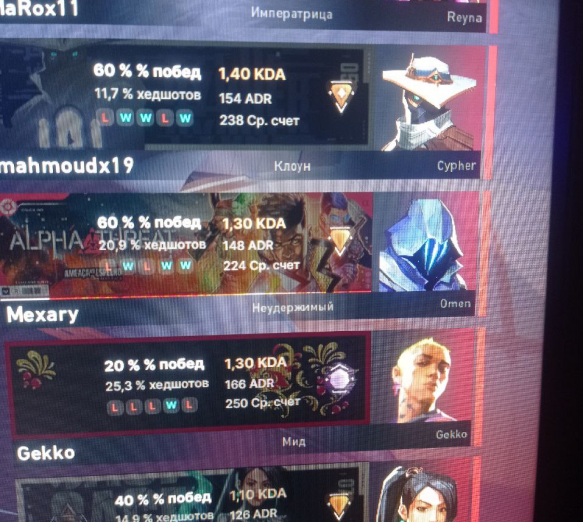 MaRox11
Императрица
Reyna
60 % % побед 1,40 KDA
11,7 % хедшотов 154 ADR
L W W L W 238 Ср. счет
mahmoudx19
Клоун
Cypher
ALPHA THREAT
60 % % побед 1,30 KDA
20,9 % хедшотов 148 ADR
L W L W W 224 Ср. счет
Mexary
Неудержимый
Omen
20 % % побед 1,30 KDA
25,3 % хедшотов 166 ADR
L L L W L 250 Ср. счет
Gekko
Мид
Gekko
40 % % побед 1,10 KDA
14,9 % хедшотов 126 ADR